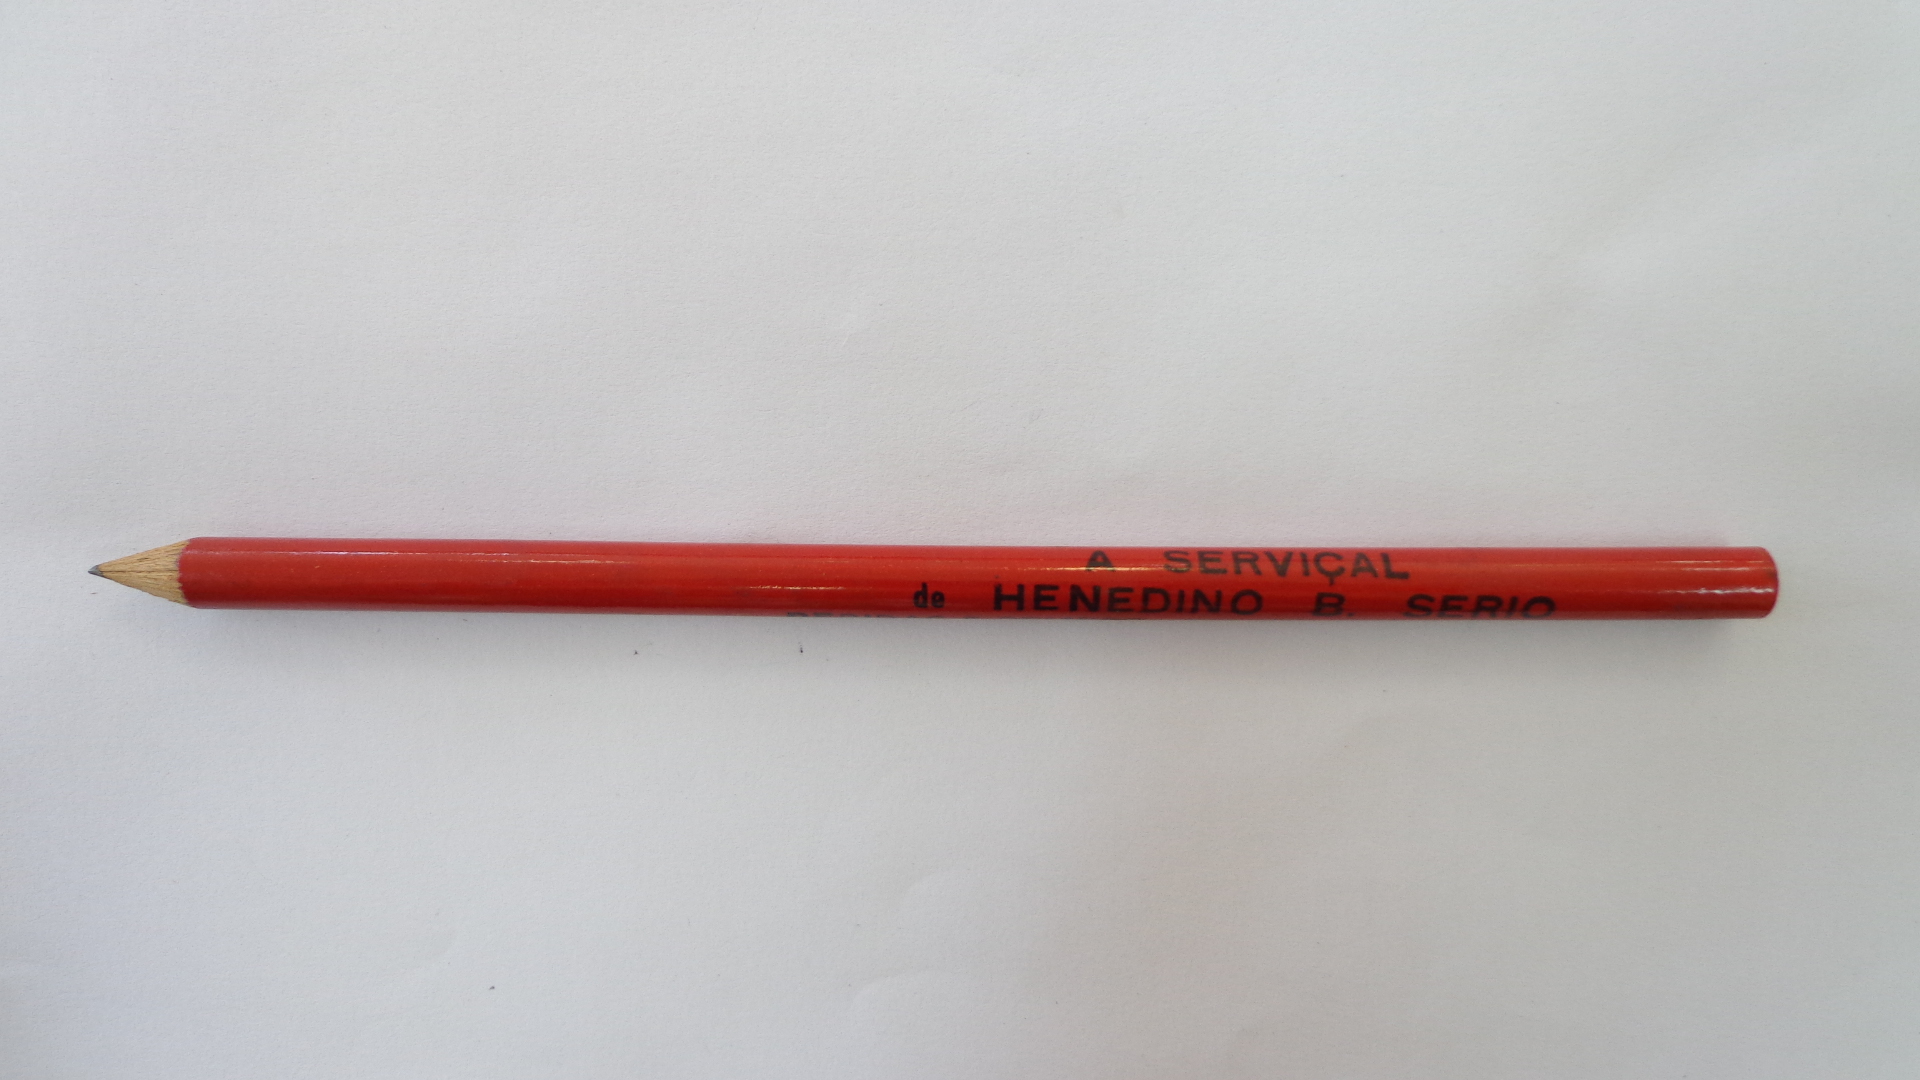 A SERVIÇAL
de HENEDINO B. SERIO